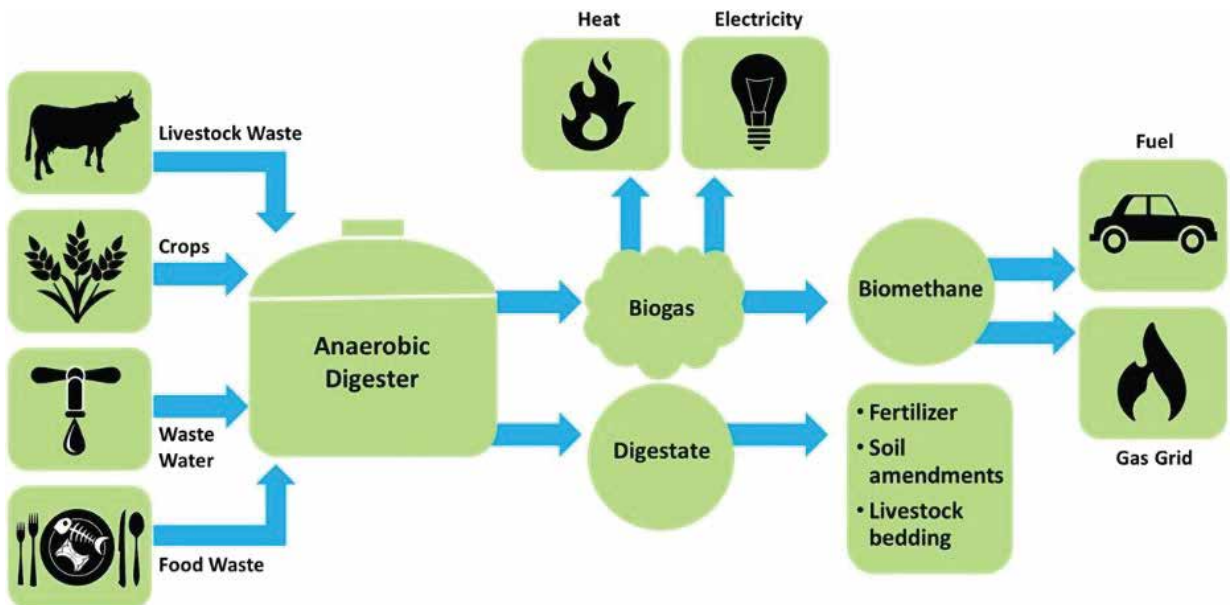 Heat
Electricity
Livestock Waste
Fuel
Crops
Biogas
Biomethane
Anaerobic
Digester
Waste
Water
Digestate
• Fertilizer
• Soil
amendments
• Livestock
bedding
Gas Grid
Food Waste